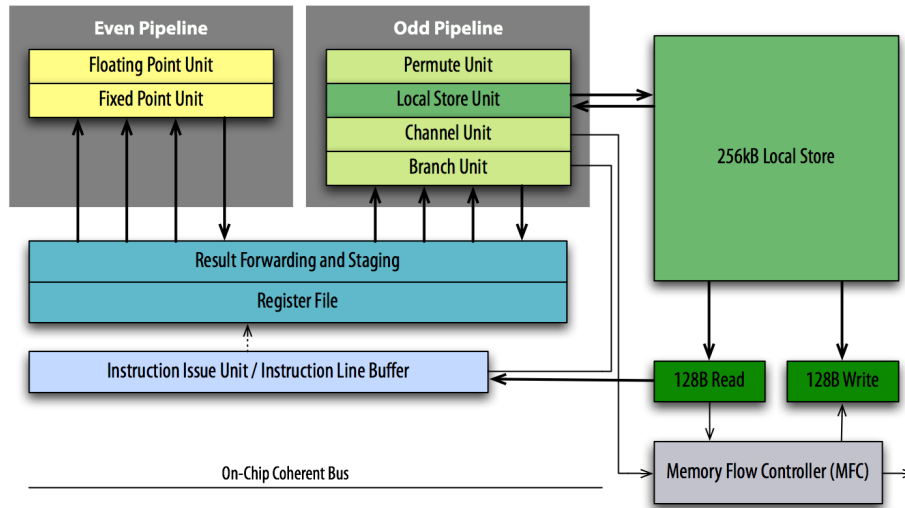 Even Pipeline
Odd Pipeline
Floating Point Unit
Fixed Point Unit
Permute Unit
Local Store Unit
Channel Unit
Branch Unit
256kB Local Store
Result Forwarding and Staging
Register File
Instruction Issue Unit / Instruction Line Buffer
128B Read
128B Write
On-Chip Coherent Bus
Memory Flow Controller (MFC)